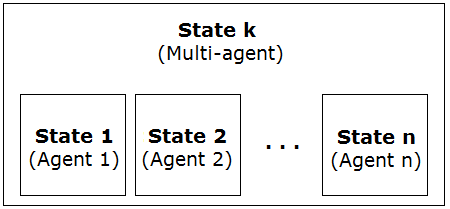 State k
(Multi-agent)
State 1
(Agent 1)
State 2
(Agent 2)
...
State n
(Agent n)